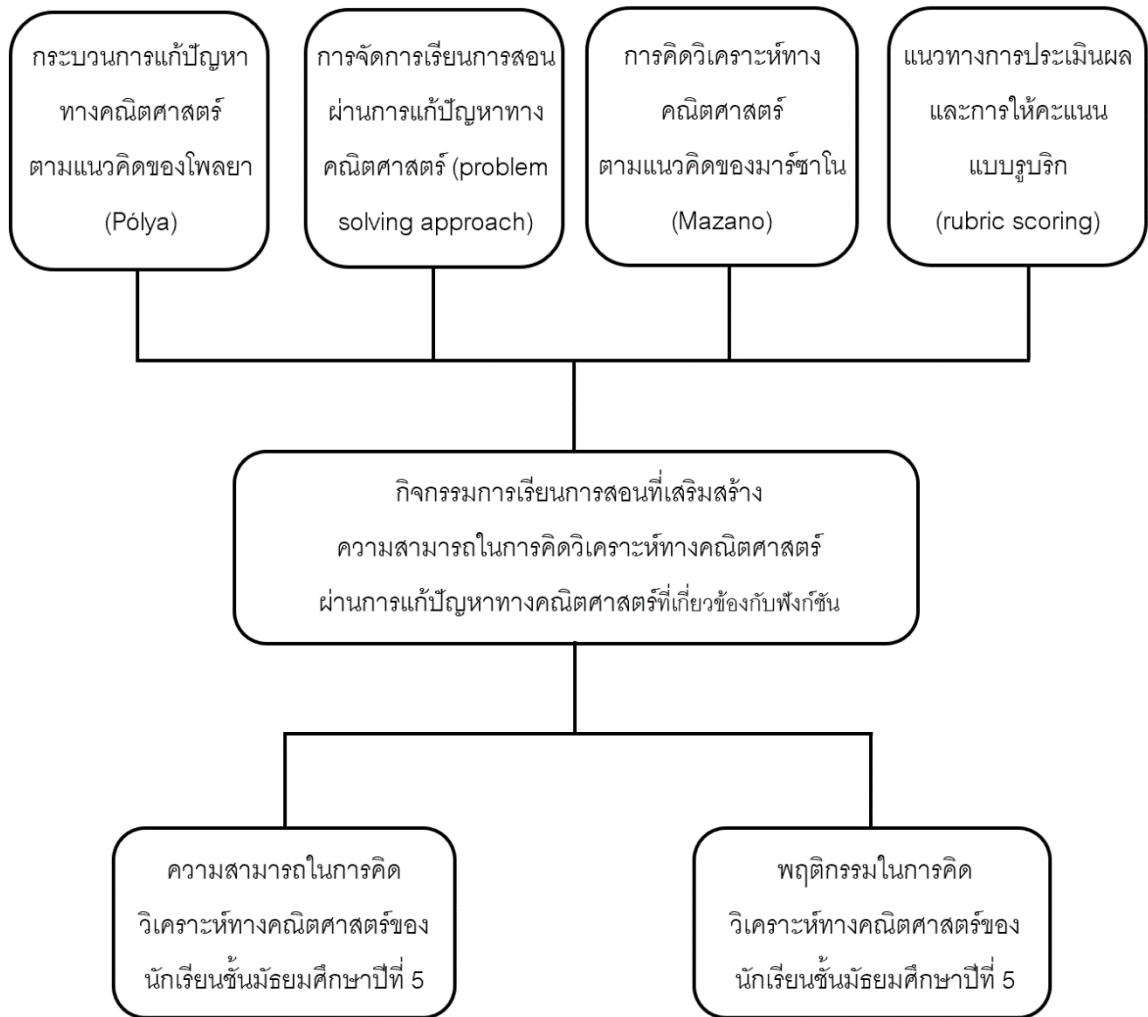 กระบวนการแก้ปัญหา
ทางคณิตศาสตร์
ตามแนวคิดของโพลยา
(Pólya)
การจัดการเรียนการสอน
ผ่านการแก้ปัญหาทาง
คณิตศาสตร์ (problem
solving approach)
การคิดวิเคราะห์ทาง
คณิตศาสตร์
ตามแนวคิดของมาร์ซาโน
(Mazano)
แนวทางการประเมินผล
และการให้คะแนน
แบบรูบริก
(rubric scoring)
กิจกรรมการเรียนการสอนที่เสริมสร้าง
ความสามารถในการคิดวิเคราะห์ทางคณิตศาสตร์
ผ่านการแก้ปัญหาทางคณิตศาสตร์ที่เกี่ยวข้องกับฟังก์ชัน
ความสามารถในการคิด
วิเคราะห์ทางคณิตศาสตร์ของ
นักเรียนชั้นมัธยมศึกษาปีที่ 5
พฤติกรรมในการคิด
วิเคราะห์ทางคณิตศาสตร์ของ
นักเรียนชั้นมัธยมศึกษาปีที่ 5